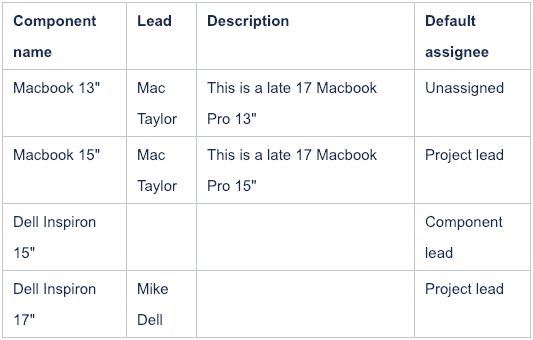 Component name Lead Description Default assignee
Macbook 13" Mac Taylor This is a late 17 Macbook Pro 13" Unassigned
Macbook 15" Mac Taylor This is a late 17 Macbook Pro 15" Project lead
Dell Inspiron 15" Component lead
Dell Inspiron 17" Mike Dell Project lead